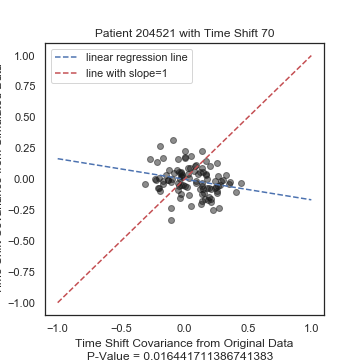 Patient 204521 with Time Shift 70
linear regression line
line with slope=1
1.00
0.75
0.50
0.25
0.00
−0.25
−0.50
−0.75
−1.00
−1.0 −0.5 0.0 0.5 1.0
Time Shift Covariance from Original Data
P-Value = 0.016441711386741383